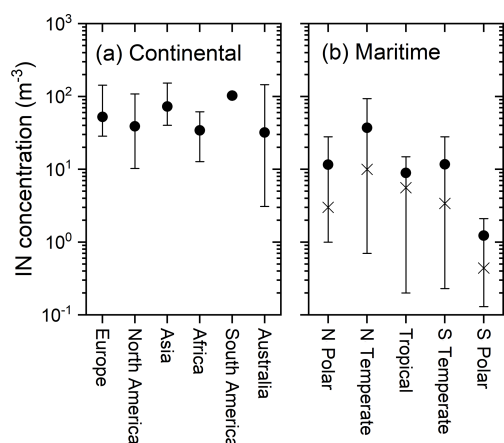 (a) Continental
(b) Maritime
IN concentration (m⁻³)
10³
10²
10¹
10⁰
10⁻¹
Europe
North America
Asia
Africa
South America
Australia
N Polar
N Temperate
Tropical
S Temperate
S Polar